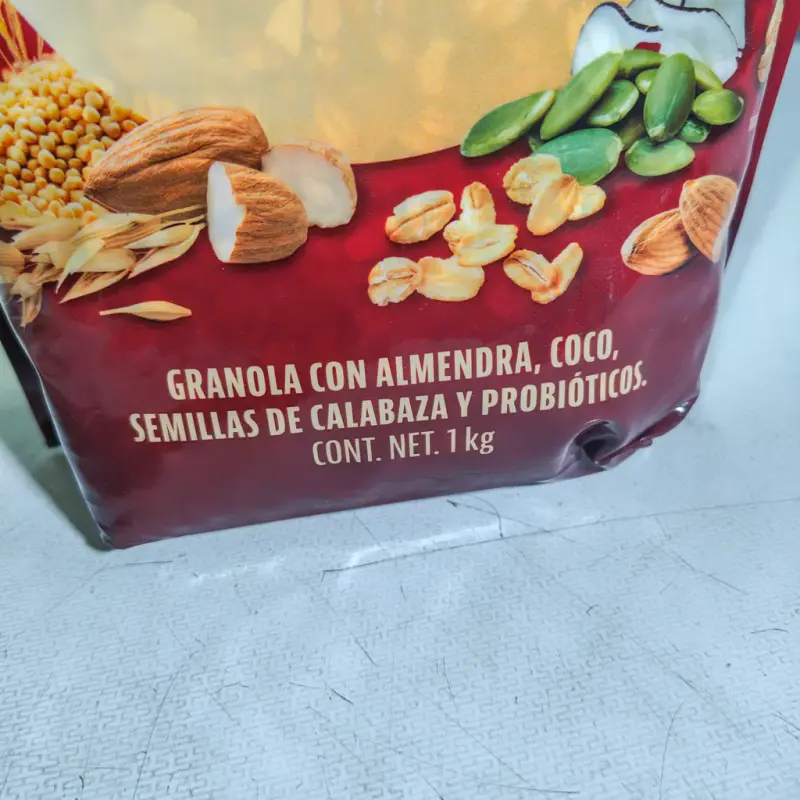 GRANOLA CON ALMENDRA, COCO,
SEMILLAS DE CALABAZA Y PROBIÓTICOS.
CONT. NET. 1 kg